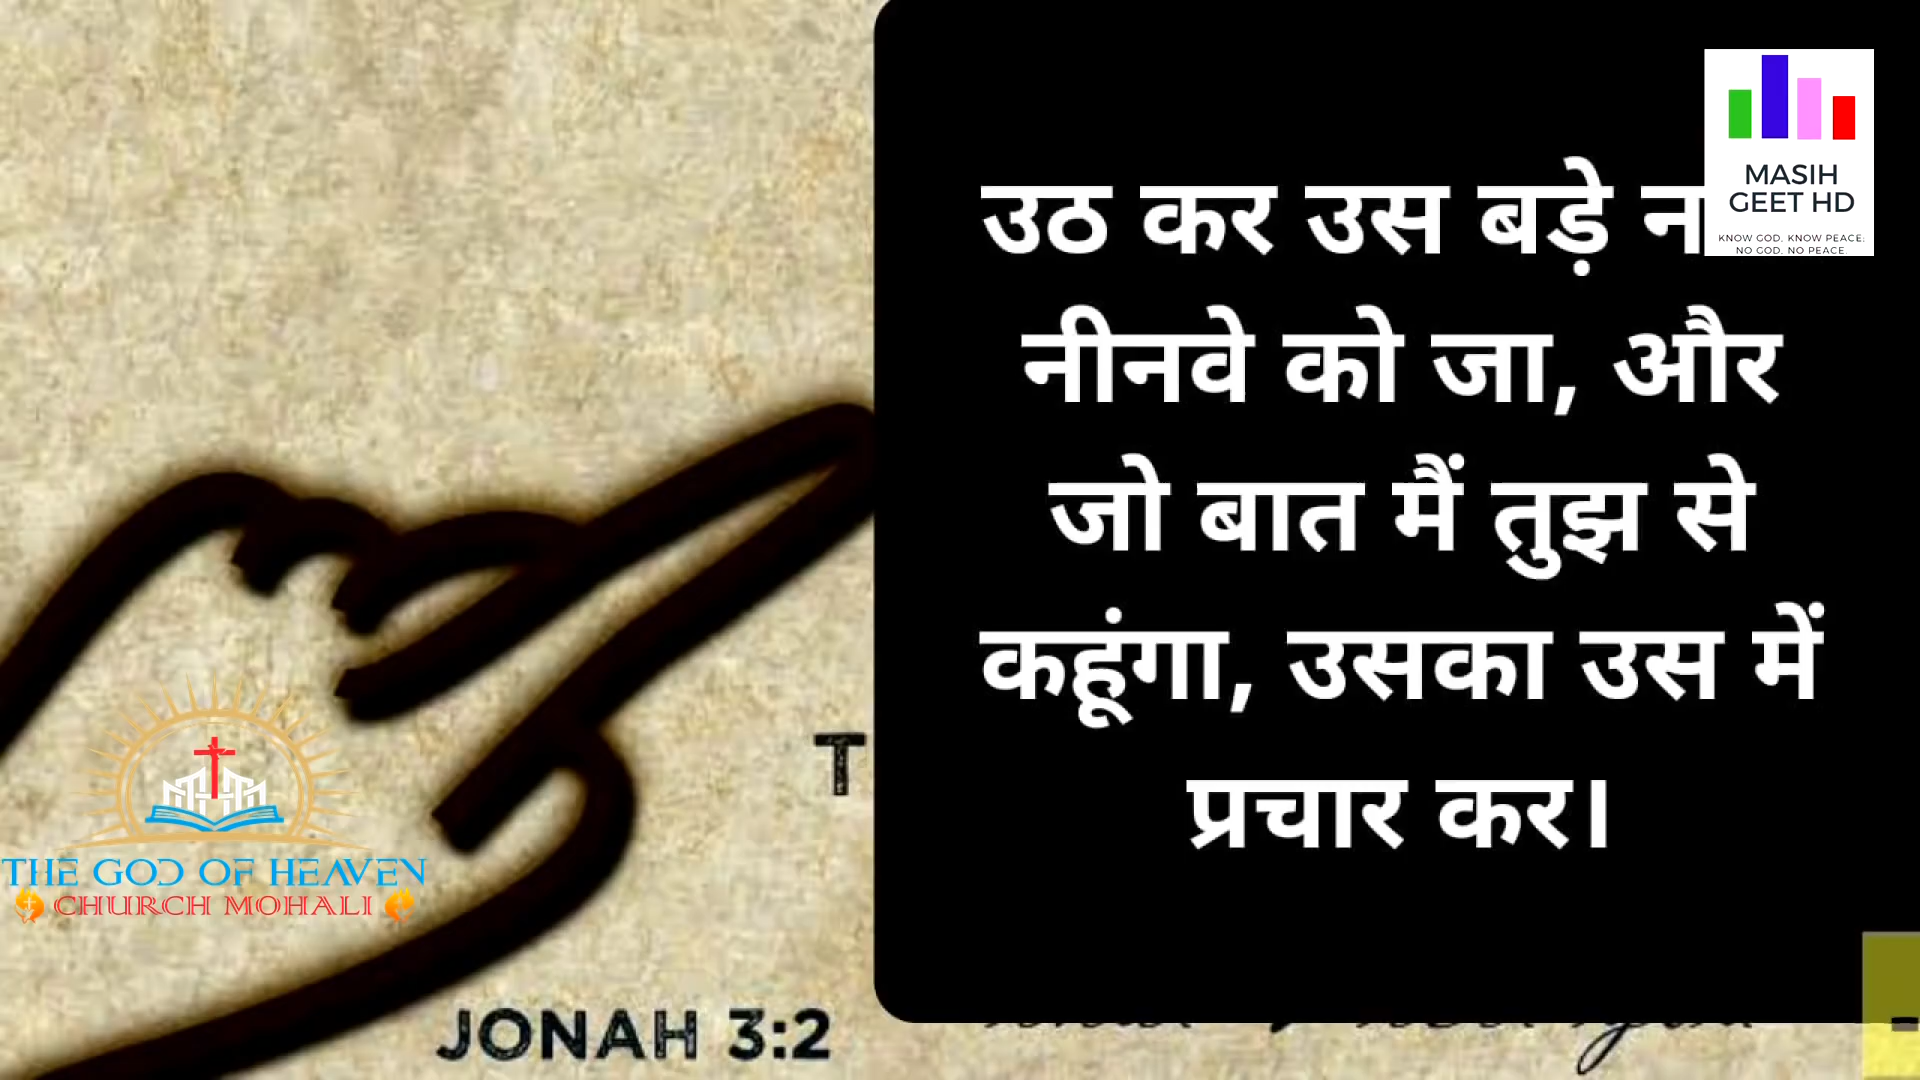 उठ कर उस बड़े
नीनवे को जा, और
जो बात मैं तुझ से
कहूंगा, उसका उस में
प्रचार कर।
MASIH
GEET HD
KNOW GOD, KNOW PEACE;
NO GOD, NO PEACE.
THE GOD OF HEAVEN
CHURCH MOHALI
JONAH 3:2